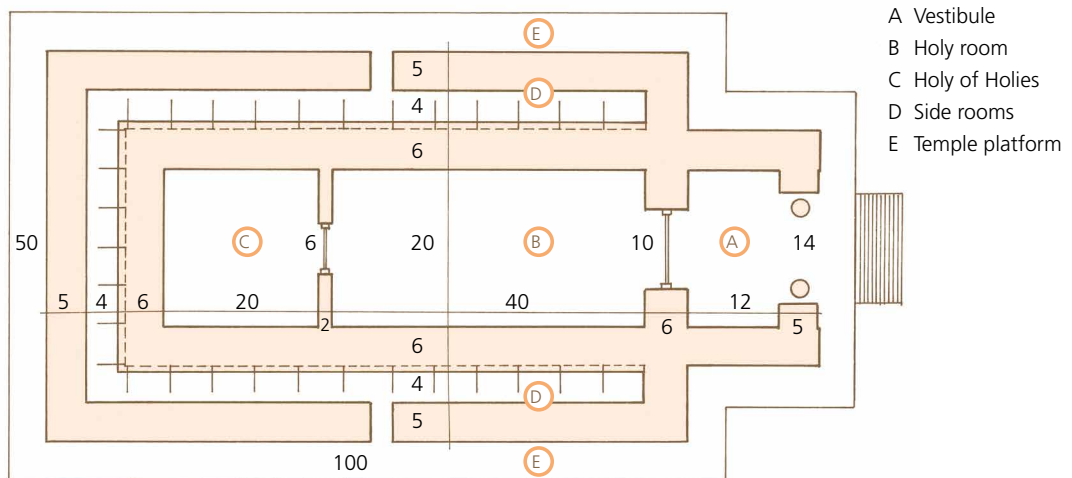 A Vestibule
B Holy room
C Holy of Holies
D Side rooms
E Temple platform
E
5
D
4
6
50
C
6
20
B
10
A
14
5
4
6
20
2
40
6
12
5
6
4
D
5
100
E